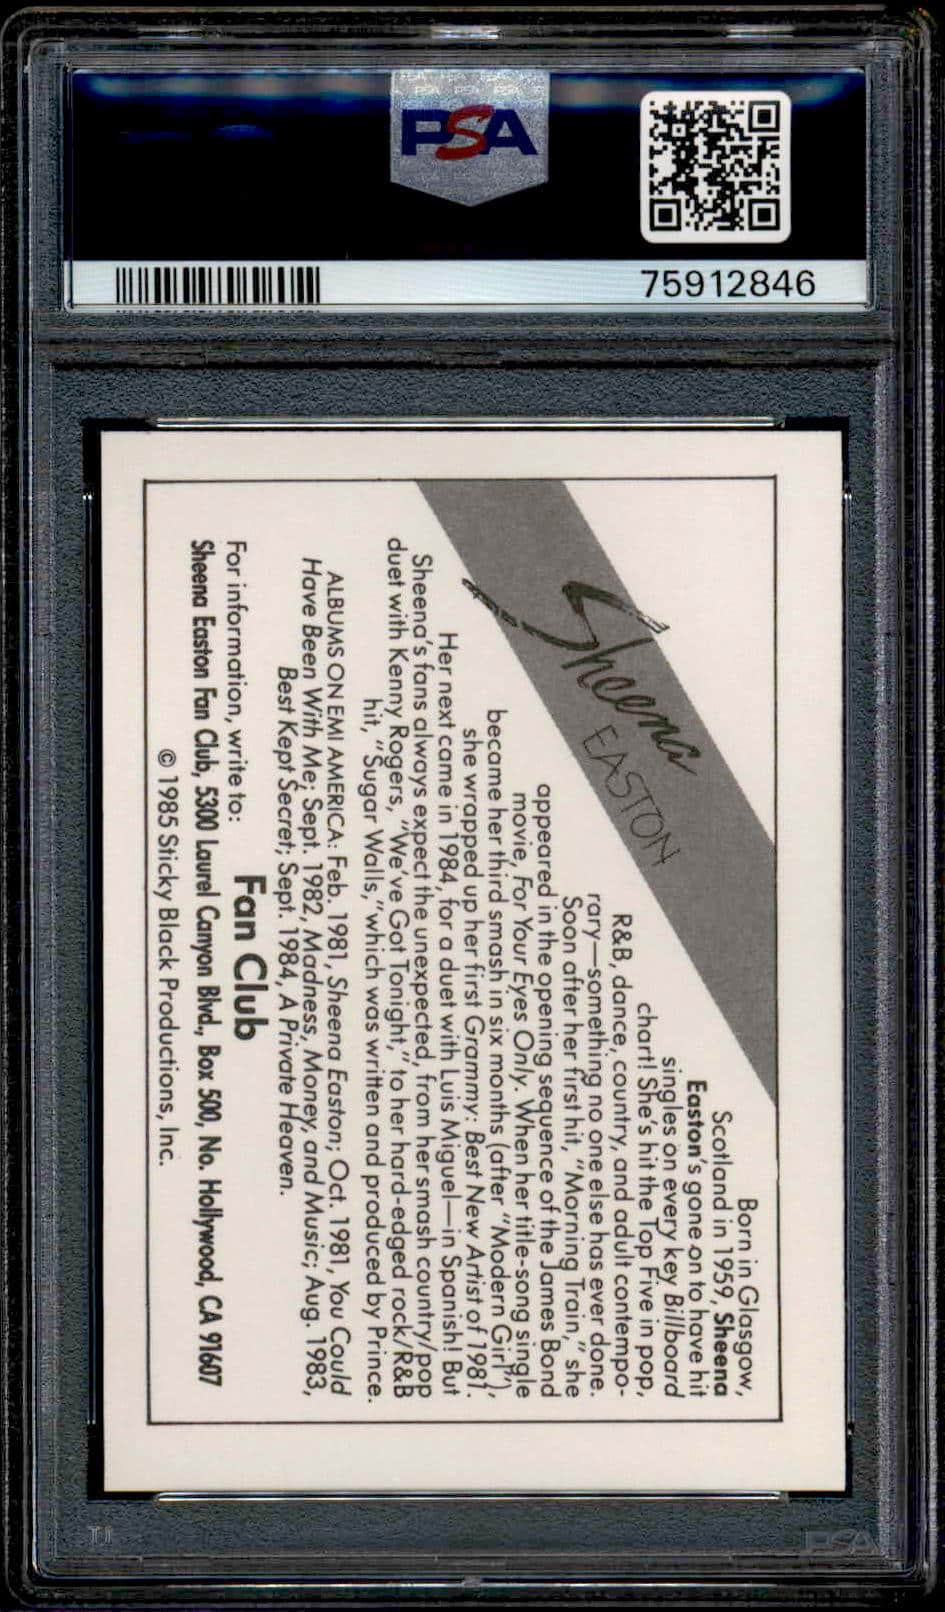 PSA
75912846
Sheena
EASTON
Born in Glasgow,
Scotland in 1959, Sheena
Easton's gone on to have hit
singles on every key Billboard
chart! She's hit the Top Five in pop,
R&B, dance, country, and adult contempo-
rary—something no one else has ever done.
Soon after her first hit, "Morning Train," she
appeared in the opening sequence of the James Bond
movie, For Your Eyes Only. When her title-song single
became her third smash in six months (after "Modern Girl"),
she wrapped up her first Grammy: Best New Artist of 1981.
Her next came in 1984, for a duet with Luis Miguel—in Spanish! But
Sheena's fans always expect the unexpected, from her smash country/pop
duet with Kenny Rogers, "We've Got Tonight," to her hard-edged rock/R&B
hit, "Sugar Walls," which was written and produced by Prince.
ALBUMS ON EMI AMERICA: Feb. 1981, Sheena Easton; Oct. 1981, You Could
Have Been With Me; Sept. 1982, Madness, Money, and Music; Aug. 1983,
Best Kept Secret; Sept. 1984, A Private Heaven.
Fan Club
For information, write to:
Sheena Easton Fan Club, 5300 Laurel Canyon Blvd., Box 500, No. Hollywood, CA 91607
© 1985 Sticky Black Productions, Inc.
PSA